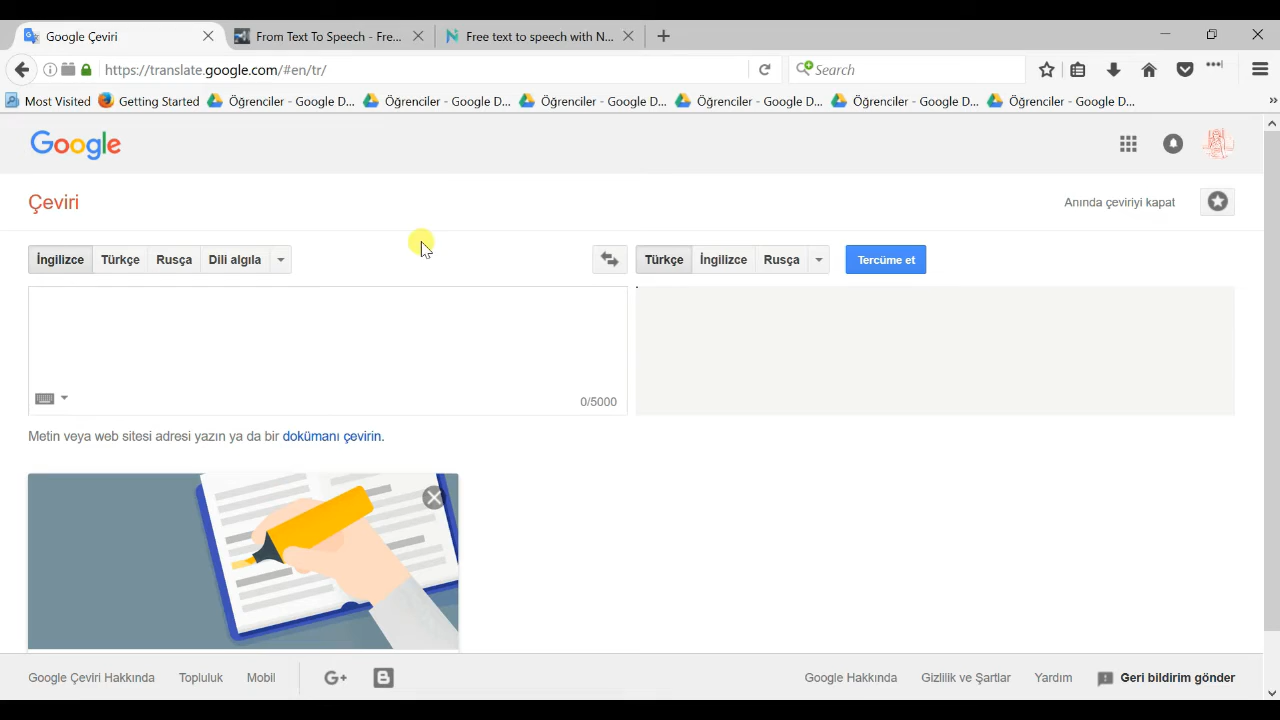 Google Çeviri
From Text To Speech - Fre...
Free text to speech with N...
https://translate.google.com/#en/tr/
Search
Most Visited
Getting Started
Öğrenciler - Google D...
Öğrenciler - Google D...
Öğrenciler - Google D...
Öğrenciler - Google D...
Öğrenciler - Google D...
Öğrenciler - Google D...
Google
Çeviri
Anında çeviriyi kapat
İngilizce
Türkçe
Rusça
Dili algıla
Türkçe
İngilizce
Rusça
Tercüme et
0/5000
Metin veya web sitesi adresi yazın ya da bir dokümanı çevirin.
Google Çeviri Hakkında
Topluluk
Mobil
G+
B
Google Hakkında
Gizlilik ve Şartlar
Yardım
Geri bildirim gönder